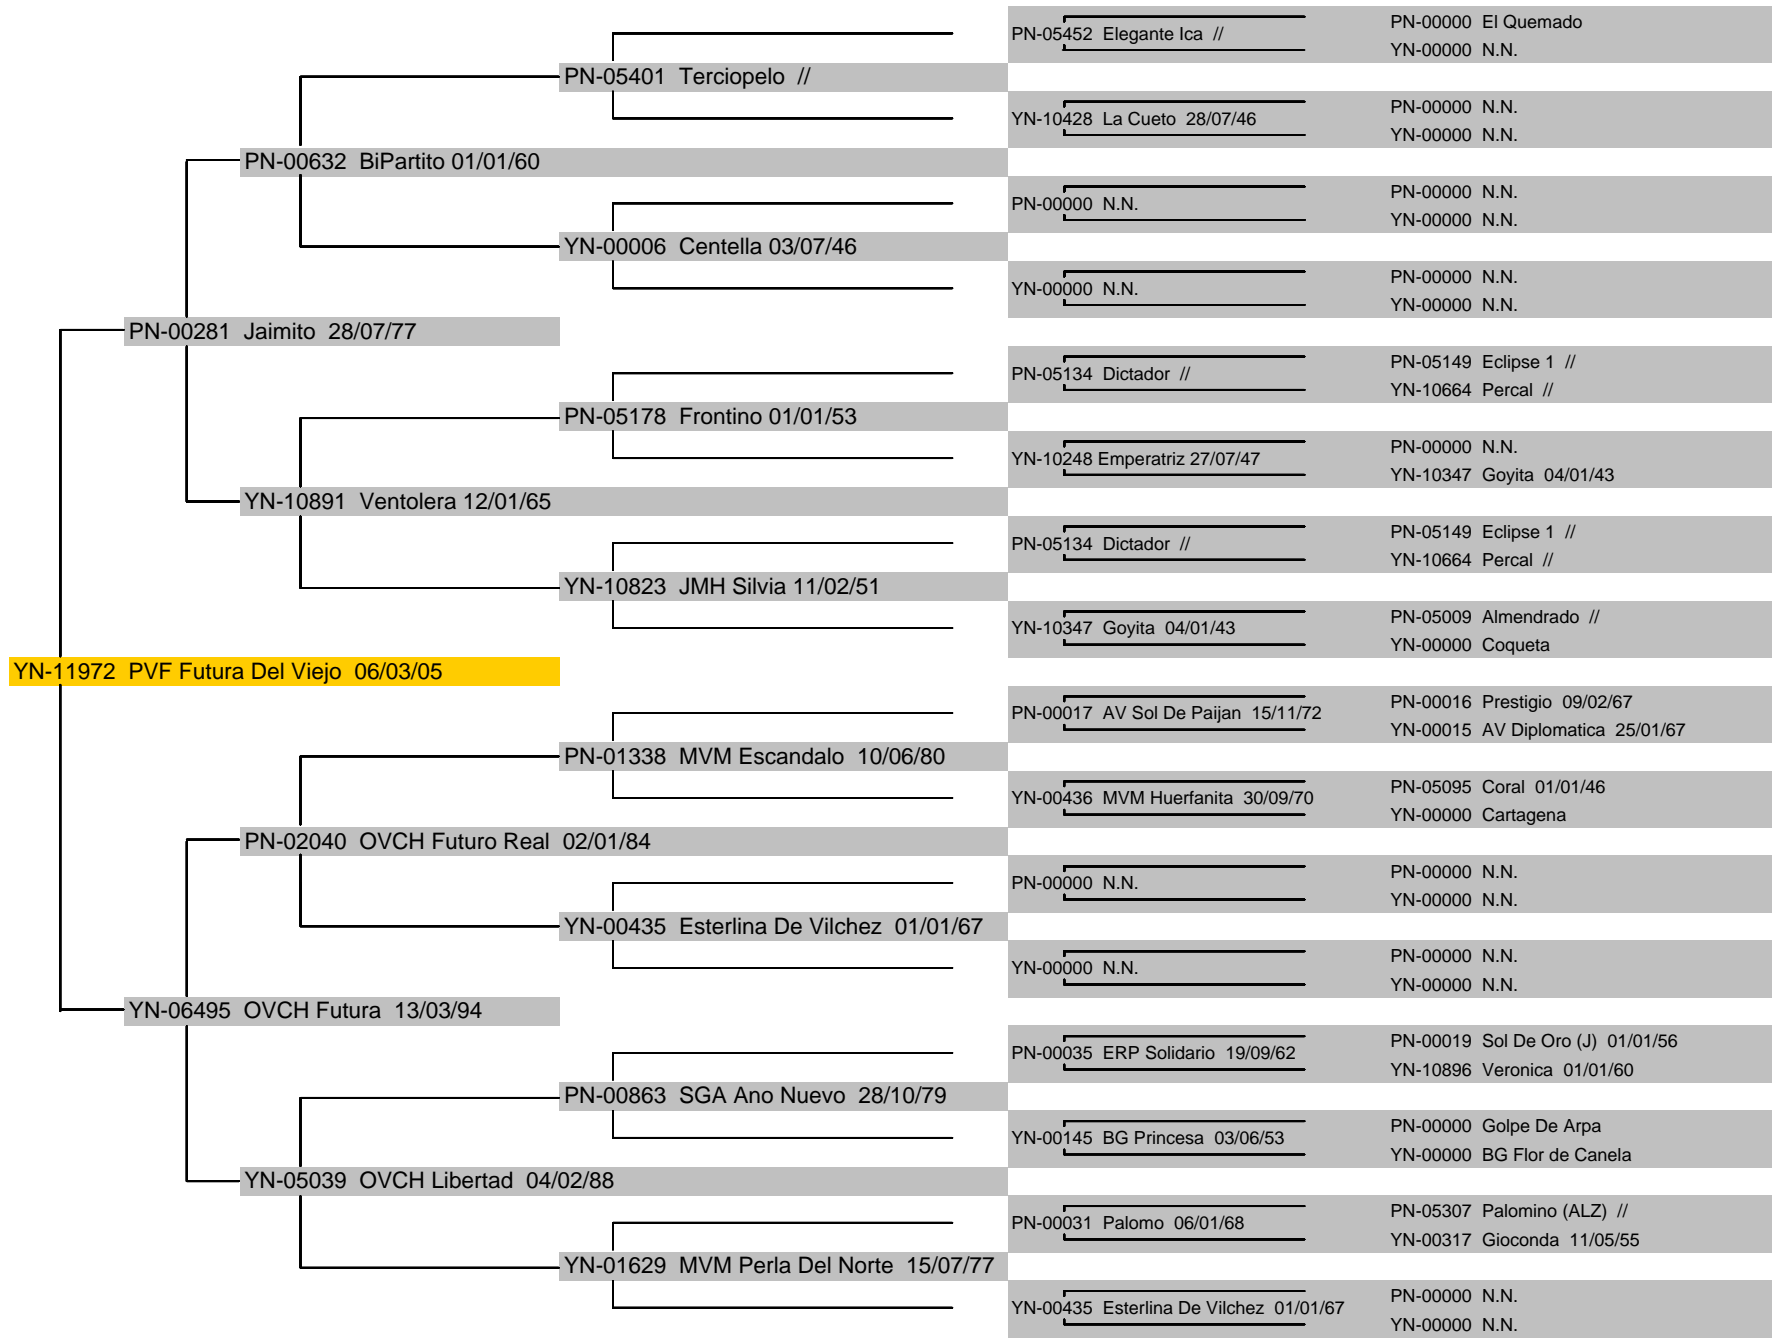 PN-05452 Elegante Ica //
PN-00000 El Quemado
YN-00000 N.N.
PN-05401 Terciopelo //
YN-10428 La Cueto 28/07/46
PN-00000 N.N.
YN-00000 N.N.
PN-00632 BiPartito 01/01/60
PN-00000 N.N.
PN-00000 N.N.
YN-00000 N.N.
YN-00006 Centella 03/07/46
YN-00000 N.N.
PN-00000 N.N.
YN-00000 N.N.
PN-00281 Jaimito 28/07/77
PN-05134 Dictador //
PN-05149 Eclipse 1 //
YN-10664 Percal //
PN-05178 Frontino 01/01/53
YN-10248 Emperatriz 27/07/47
PN-00000 N.N.
YN-10347 Goyita 04/01/43
YN-10891 Ventolera 12/01/65
PN-05134 Dictador //
PN-05149 Eclipse 1 //
YN-10664 Percal //
YN-10823 JMH Silvia 11/02/51
YN-10347 Goyita 04/01/43
PN-05009 Almendrado //
YN-00000 Coqueta
YN-11972 PVF Futura Del Viejo 06/03/05
PN-00017 AV Sol De Paijan 15/11/72
PN-00016 Prestigio 09/02/67
YN-00015 AV Diplomatica 25/01/67
PN-01338 MVM Escandalo 10/06/80
YN-00436 MVM Huerfanita 30/09/70
PN-05095 Coral 01/01/46
YN-00000 Cartagena
PN-02040 OVCH Futuro Real 02/01/84
PN-00000 N.N.
PN-00000 N.N.
YN-00000 N.N.
YN-00435 Esterlina De Vilchez 01/01/67
YN-00000 N.N.
PN-00000 N.N.
YN-00000 N.N.
YN-06495 OVCH Futura 13/03/94
PN-00035 ERP Solidario 19/09/62
PN-00019 Sol De Oro (J) 01/01/56
YN-10896 Veronica 01/01/60
PN-00863 SGA Ano Nuevo 28/10/79
YN-00145 BG Princesa 03/06/53
PN-00000 Golpe De Arpa
YN-00000 BG Flor de Canela
YN-05039 OVCH Libertad 04/02/88
PN-00031 Palomo 06/01/68
PN-05307 Palomino (ALZ) //
YN-00317 Gioconda 11/05/55
YN-01629 MVM Perla Del Norte 15/07/77
YN-00435 Esterlina De Vilchez 01/01/67
PN-00000 N.N.
YN-00000 N.N.